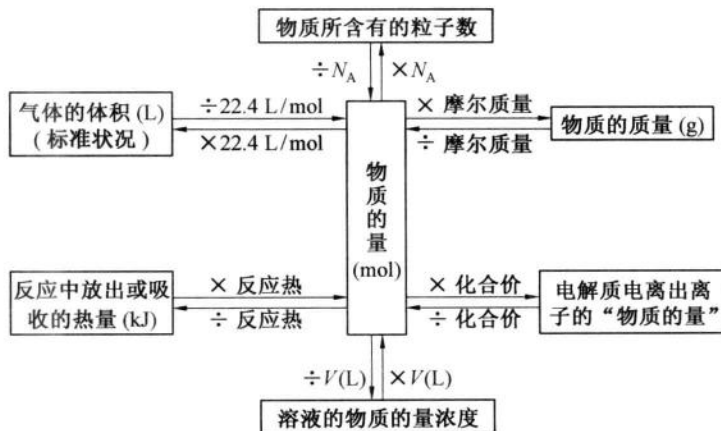 物质所含有的粒子数
÷N_A ×N_A
气体的体积(L)
(标准状况)
÷22.4 L/mol
×22.4 L/mol
× 摩尔质量
÷ 摩尔质量
物质的质量(g)
物质的量
(mol)
反应中放出或吸
收的热量(kJ)
× 反应热
÷ 反应热
× 化合价
÷ 化合价
电解质电离出离
子的“物质的量”
÷V(L) ×V(L)
溶液的物质的量浓度